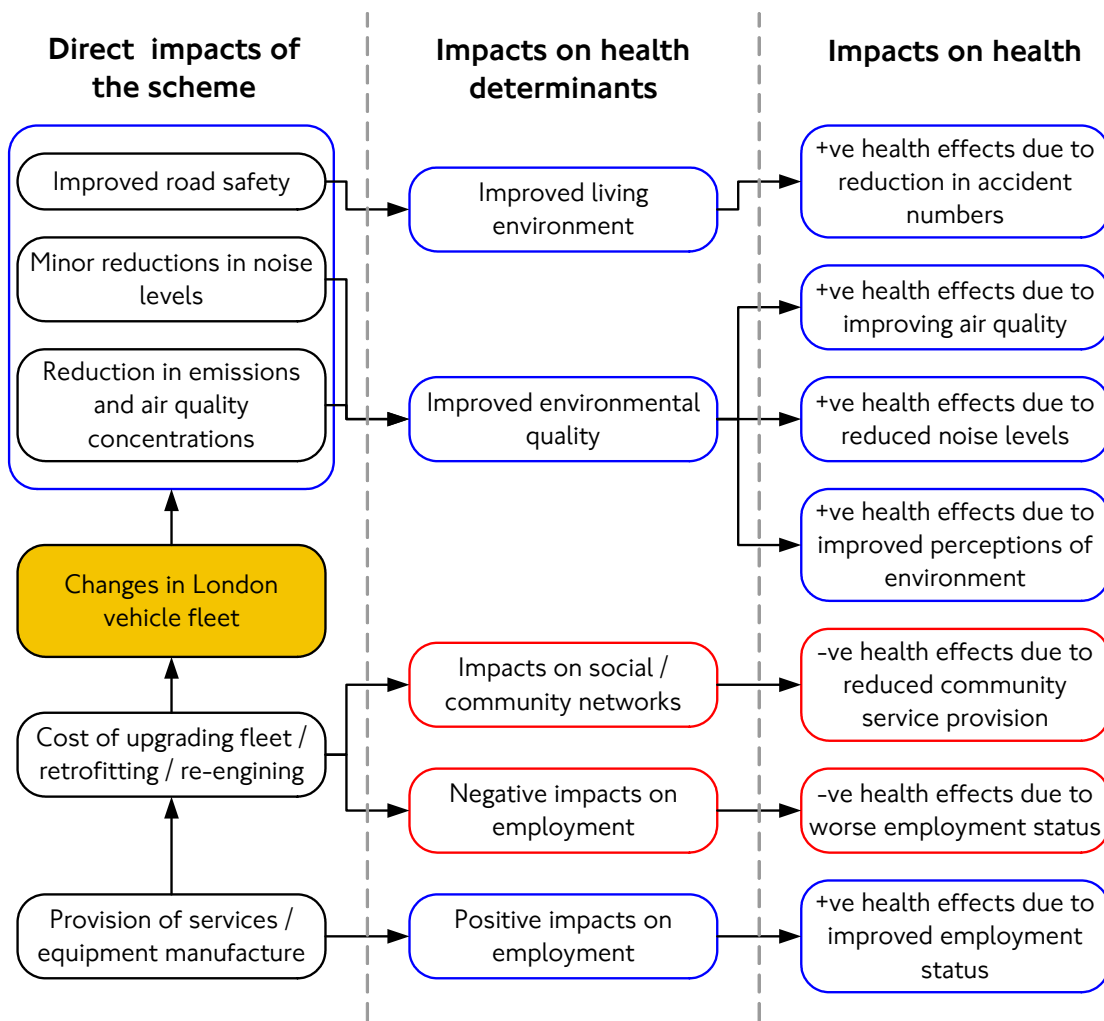 Direct impacts of
the scheme
Impacts on health
determinants
Impacts on health
Improved road safety
Minor reductions in noise
levels
Reduction in emissions
and air quality
concentrations
Changes in London
vehicle fleet
Cost of upgrading fleet /
retrofitting / re-engining
Provision of services /
equipment manufacture
Improved living
environment
Improved environmental
quality
Impacts on social /
community networks
Negative impacts on
employment
Positive impacts on
employment
+ve health effects due to
reduction in accident
numbers
+ve health effects due to
improving air quality
+ve health effects due to
reduced noise levels
+ve health effects due to
improved perceptions of
environment
-ve health effects due to
reduced community
service provision
-ve health effects due to
worse employment status
+ve health effects due to
improved employment
status